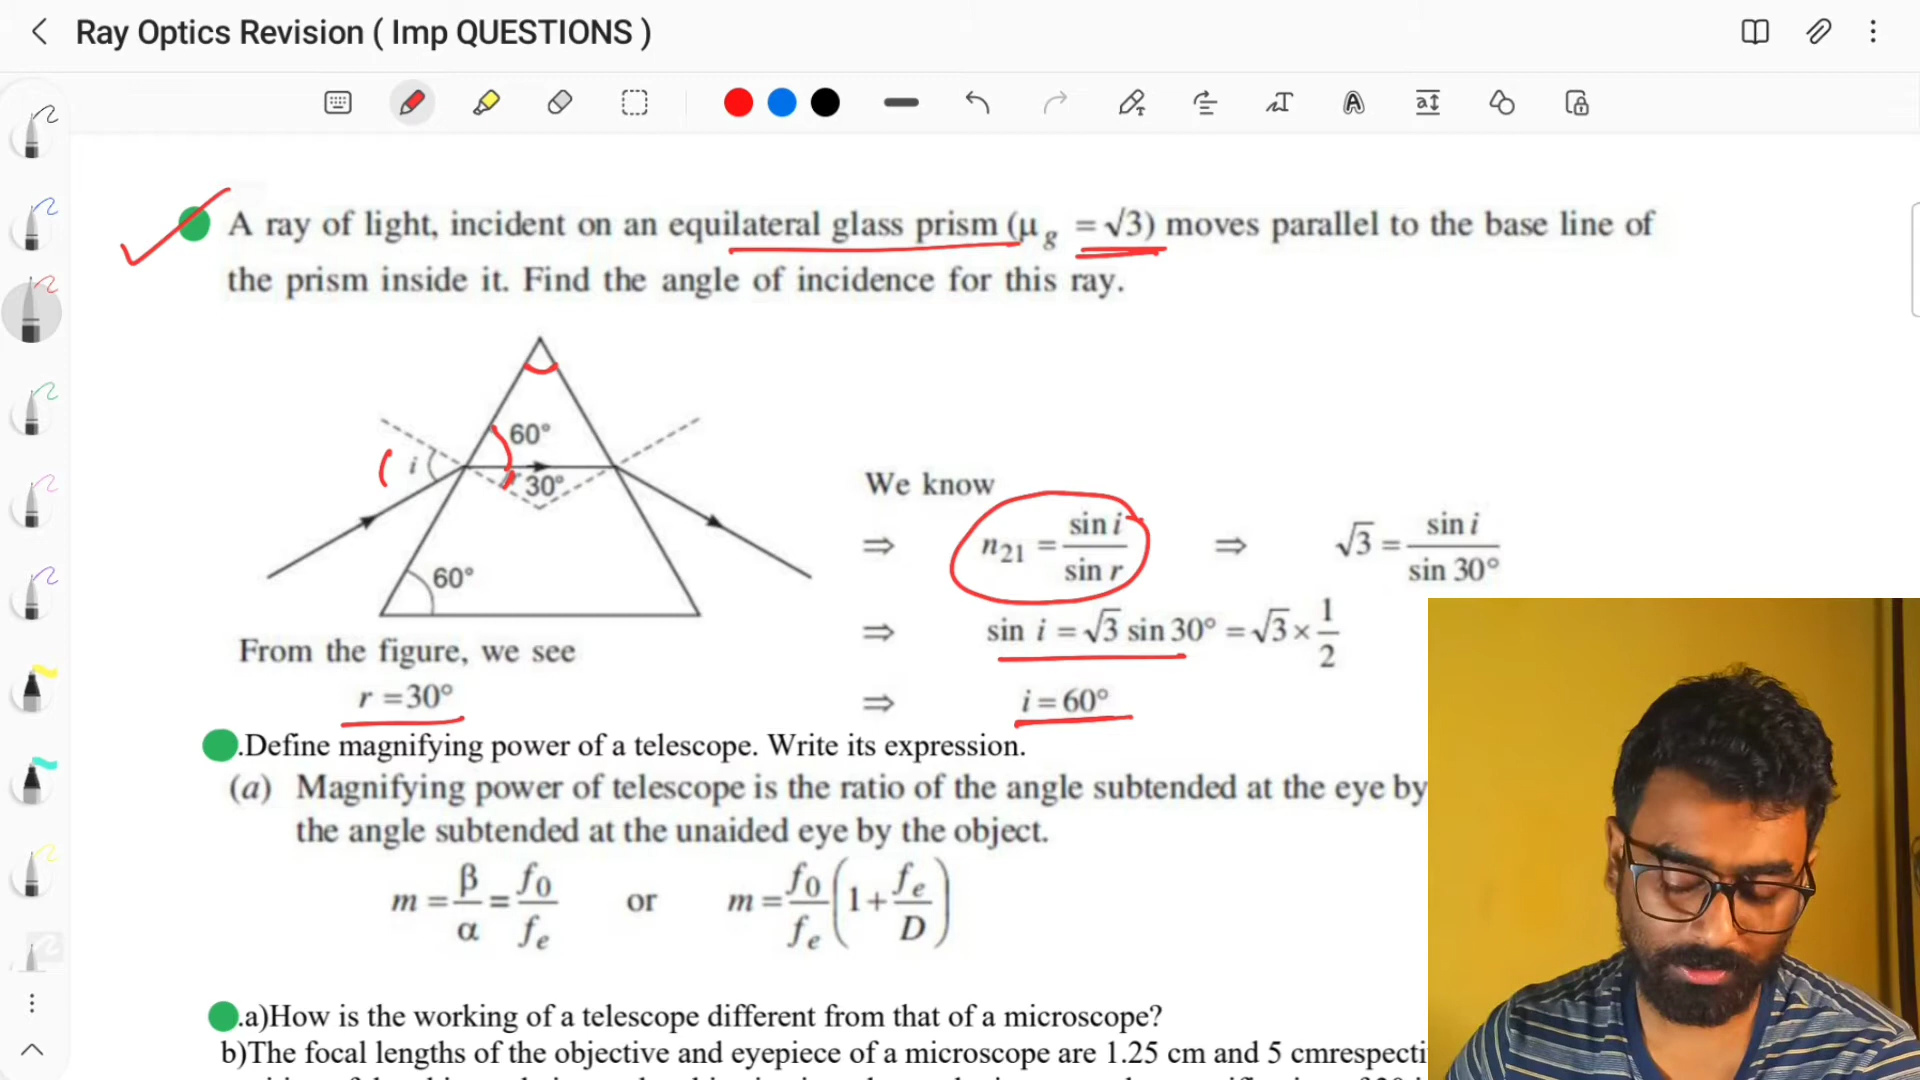 Ray Optics Revision ( Imp QUESTIONS )
A ray of light, incident on an equilateral glass prism (μg = √3) moves parallel to the base line of
the prism inside it. Find the angle of incidence for this ray.
60°
i
r 30°
60°
From the figure, we see
r = 30°
We know
⇒ n21 = sin i / sin r ⇒ √3 = sin i / sin 30°
⇒ sin i = √3 sin 30° = √3 × 1/2
⇒ i = 60°
.Define magnifying power of a telescope. Write its expression.
(a) Magnifying power of telescope is the ratio of the angle subtended at the eye by
the angle subtended at the unaided eye by the object.
m = β/α = f0/fe or m = f0/fe (1 + fe/D)
.a)How is the working of a telescope different from that of a microscope?
b)The focal lengths of the objective and eyepiece of a microscope are 1.25 cm and 5 cmrespecti